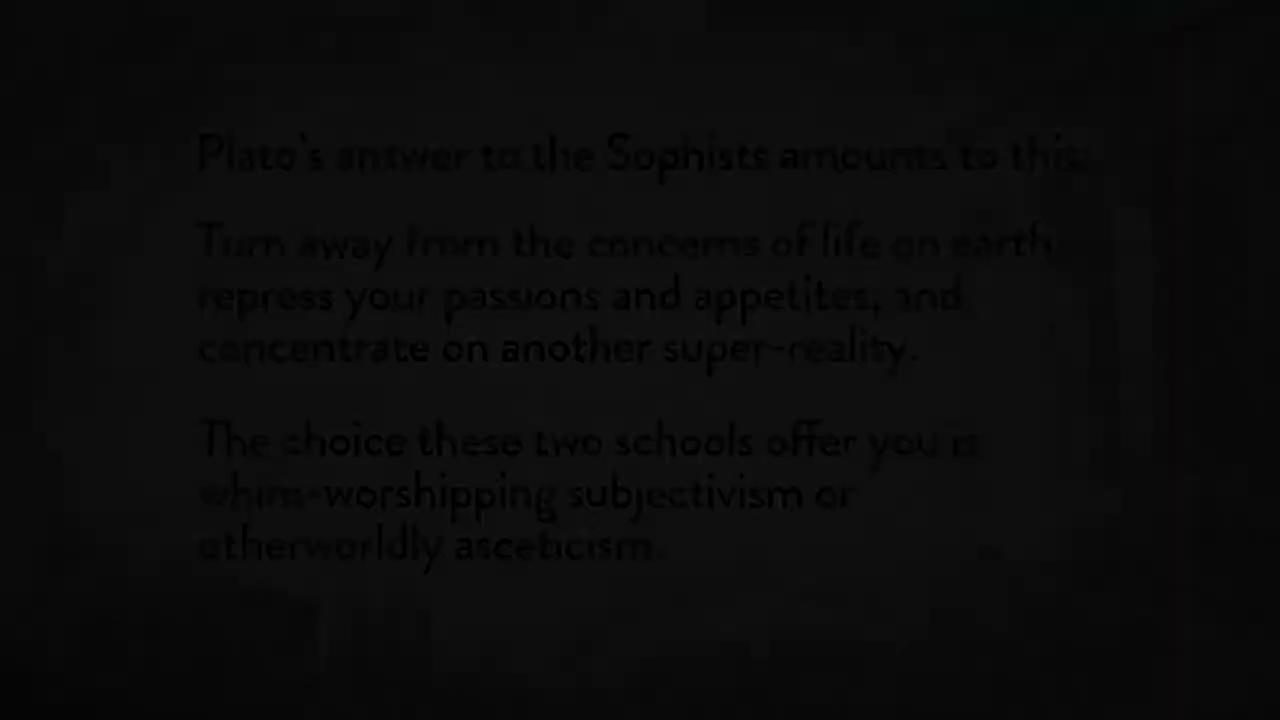 Plato's answer to the Sophists amounts to this:
Turn away from the concerns of life on earth,
repress your passions and appetites, and
concentrate on another super-reality.
The choice these two schools offer you is
whim-worshipping subjectivism or
otherworldly asceticism.